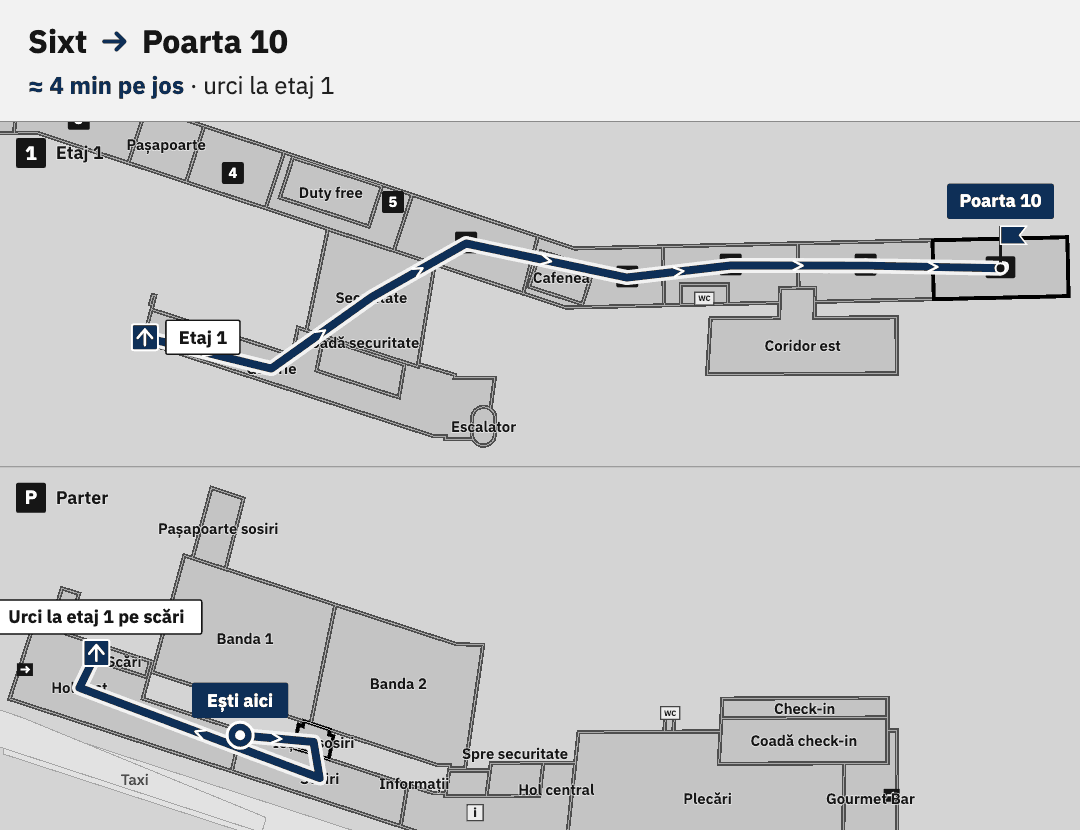 Sixt → Poarta 10
≈ 4 min pe jos · urci la etaj 1
1 Etaj 1
Pașapoarte
4
Duty free
5
Poarta 10
Cafenea
WC
Etaj 1
Coridor est
securitate
Escalator
P Parter
Pașapoarte sosiri
Urci la etaj 1 pe scări
Banda 1
Scări
Banda 2
Ești aici
sosiri
Check-in
WC
Coadă check-in
Spre securitate
Taxi
Informații
Hol central
Plecări
Gourmet Bar
i